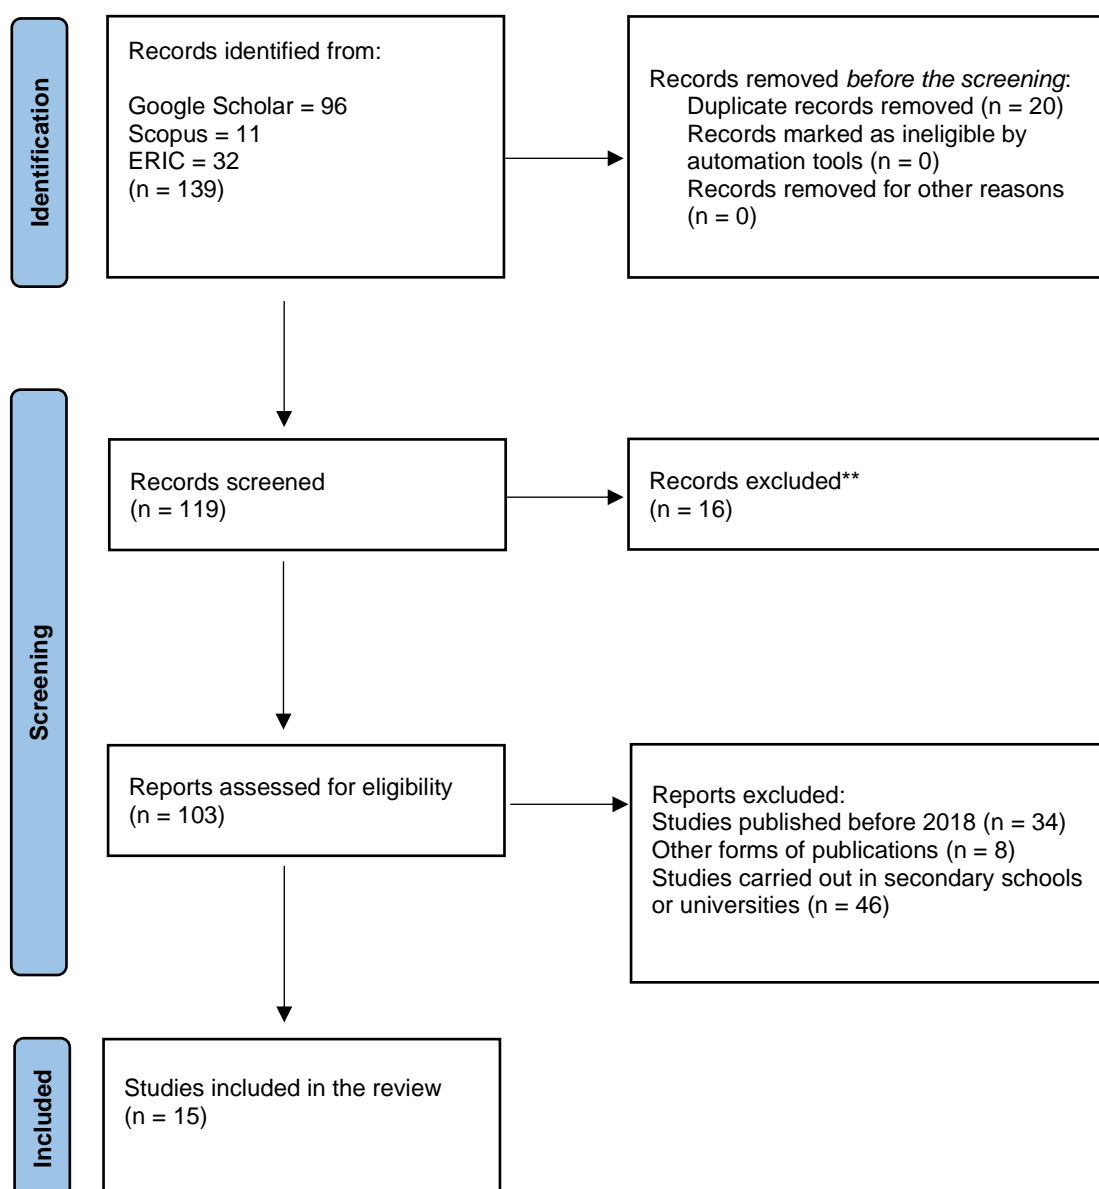 Identification
Records identified from:
Google Scholar = 96
Scopus = 11
ERIC = 32
(n = 139)
Records removed before the screening:
Duplicate records removed (n = 20)
Records marked as ineligible by
automation tools (n = 0)
Records removed for other reasons
(n = 0)
Screening
Records screened
(n = 119)
Records excluded**
(n = 16)
Reports assessed for eligibility
(n = 103)
Reports excluded:
Studies published before 2018 (n = 34)
Other forms of publications (n = 8)
Studies carried out in secondary schools
or universities (n = 46)
Included
Studies included in the review
(n = 15)